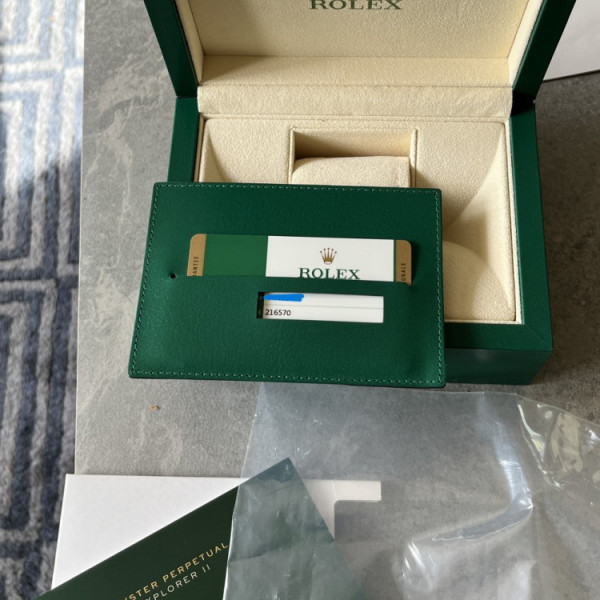 ROLEX
ROLEX
216570
YSTER PERPETUAL
XPLORER II